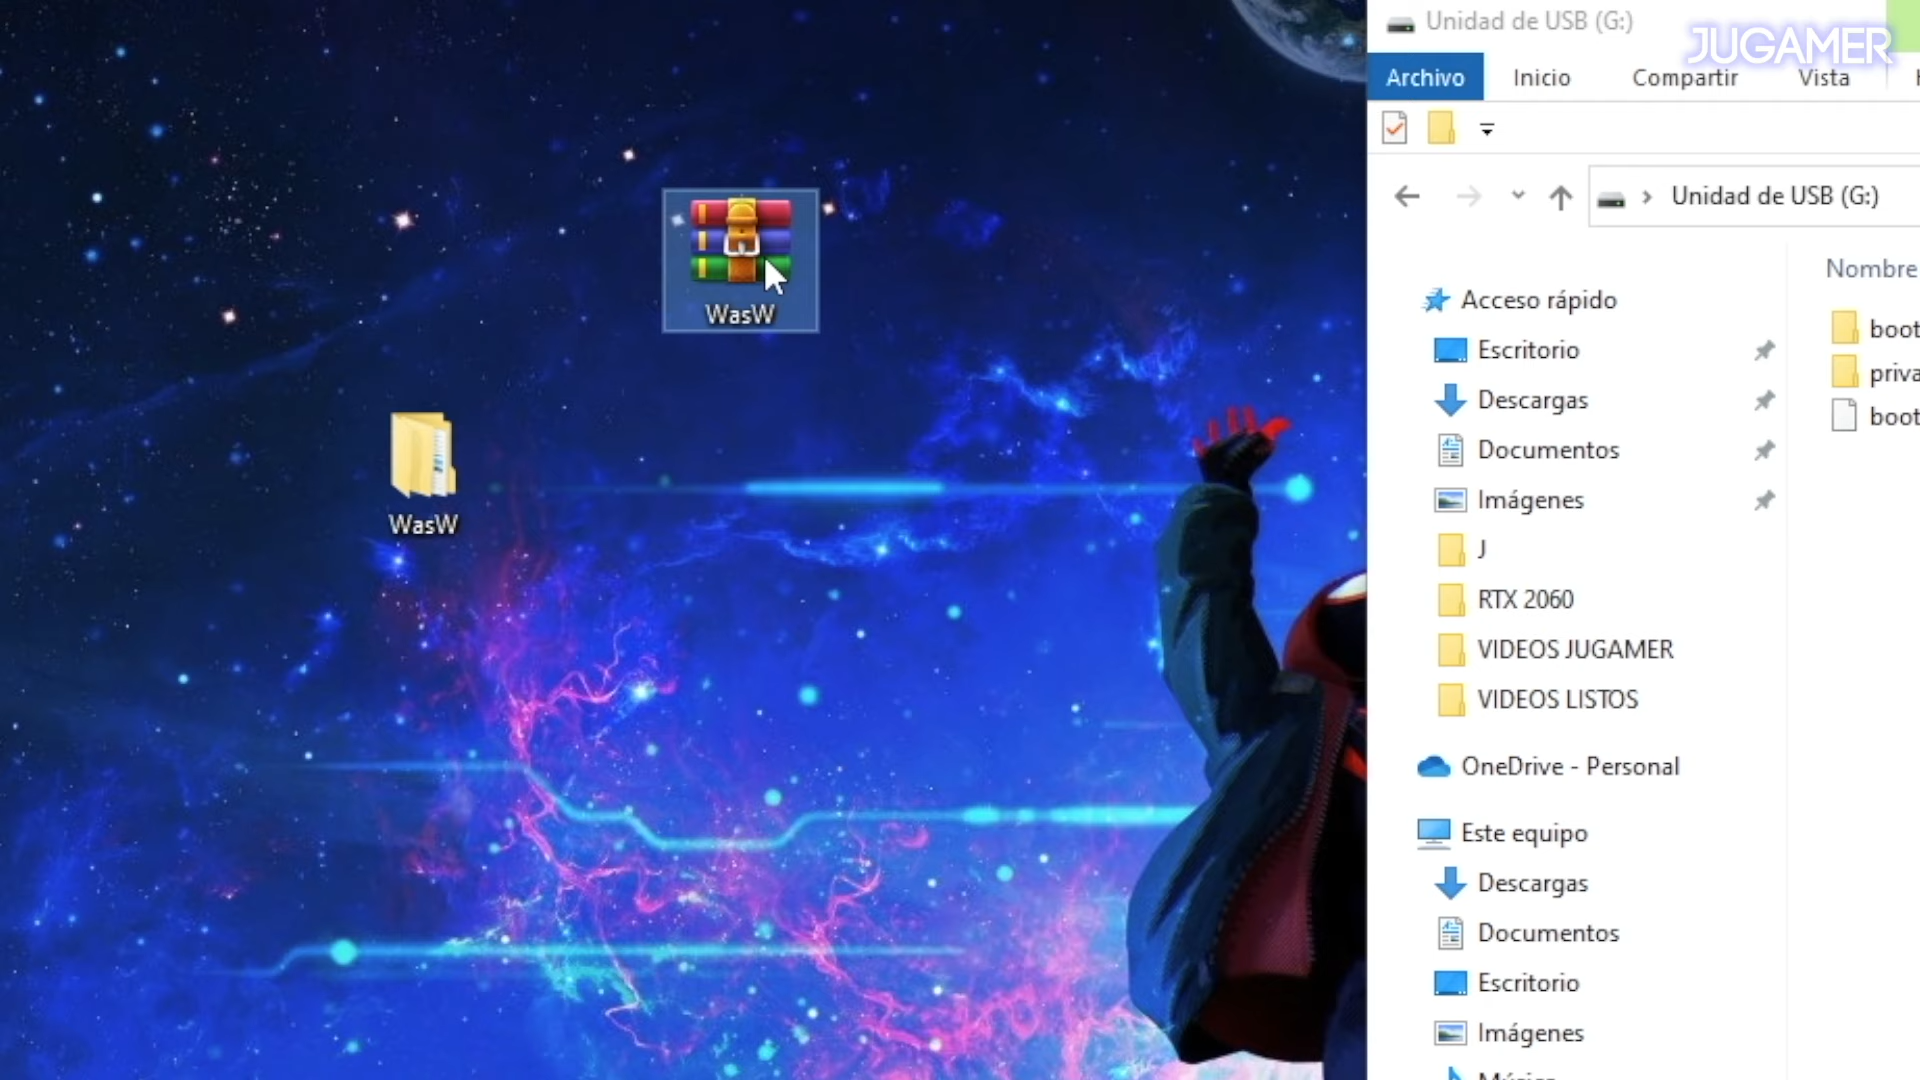 Unidad de USB (G:)
JUGAMER
Archivo
Inicio
Compartir
Vista
Unidad de USB (G:)
Nombre
WasW
WasW
Acceso rápido
Escritorio
Descargas
Documentos
Imágenes
J
RTX 2060
VIDEOS JUGAMER
VIDEOS LISTOS
OneDrive - Personal
Este equipo
Descargas
Documentos
Escritorio
Imágenes
boot
priva
boot